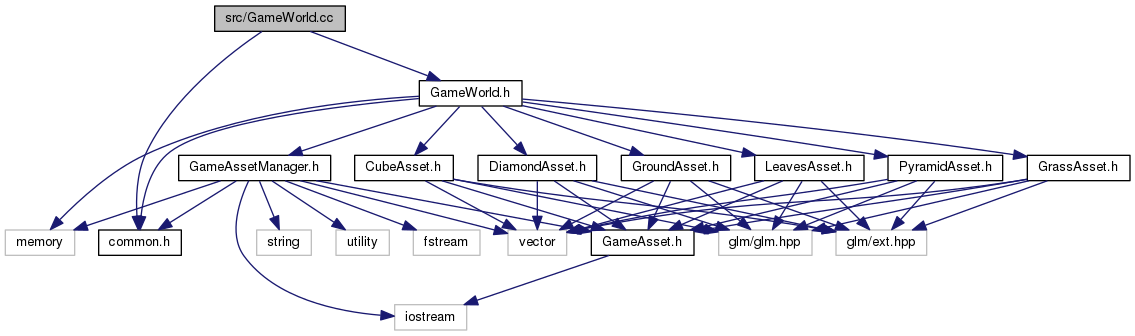 src/GameWorld.cc
GameWorld.h
GameAssetManager.h
CubeAsset.h
DiamondAsset.h
GroundAsset.h
LeavesAsset.h
PyramidAsset.h
GrassAsset.h
memory
common.h
string
utility
fstream
vector
GameAsset.h
glm/glm.hpp
glm/ext.hpp
iostream